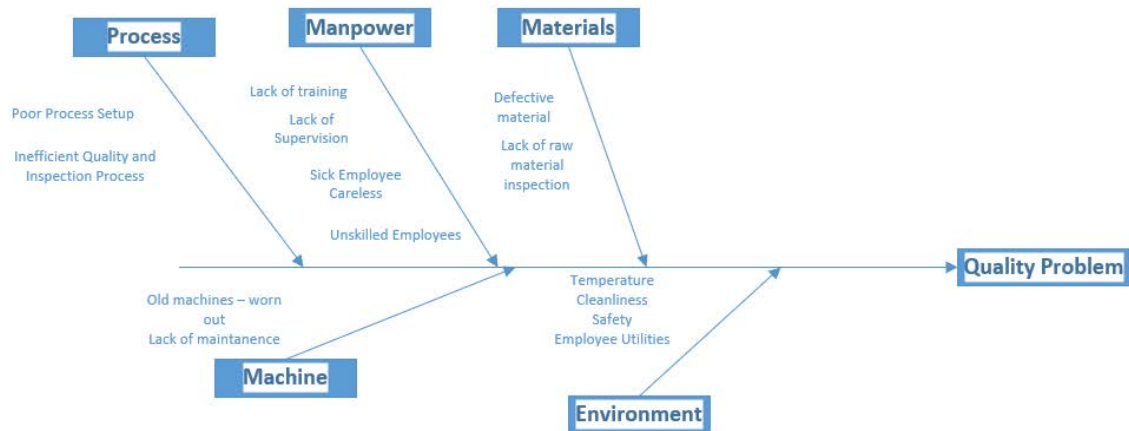 Process
Manpower
Materials
Poor Process Setup
Inefficient Quality and
Inspection Process
Lack of training
Lack of
Supervision
Sick Employee
Careless
Unskilled Employees
Defective
material
Lack of raw
material
inspection
Quality Problem
Old machines – worn
out
Lack of maintanence
Temperature
Cleanliness
Safety
Employee Utilities
Machine
Environment